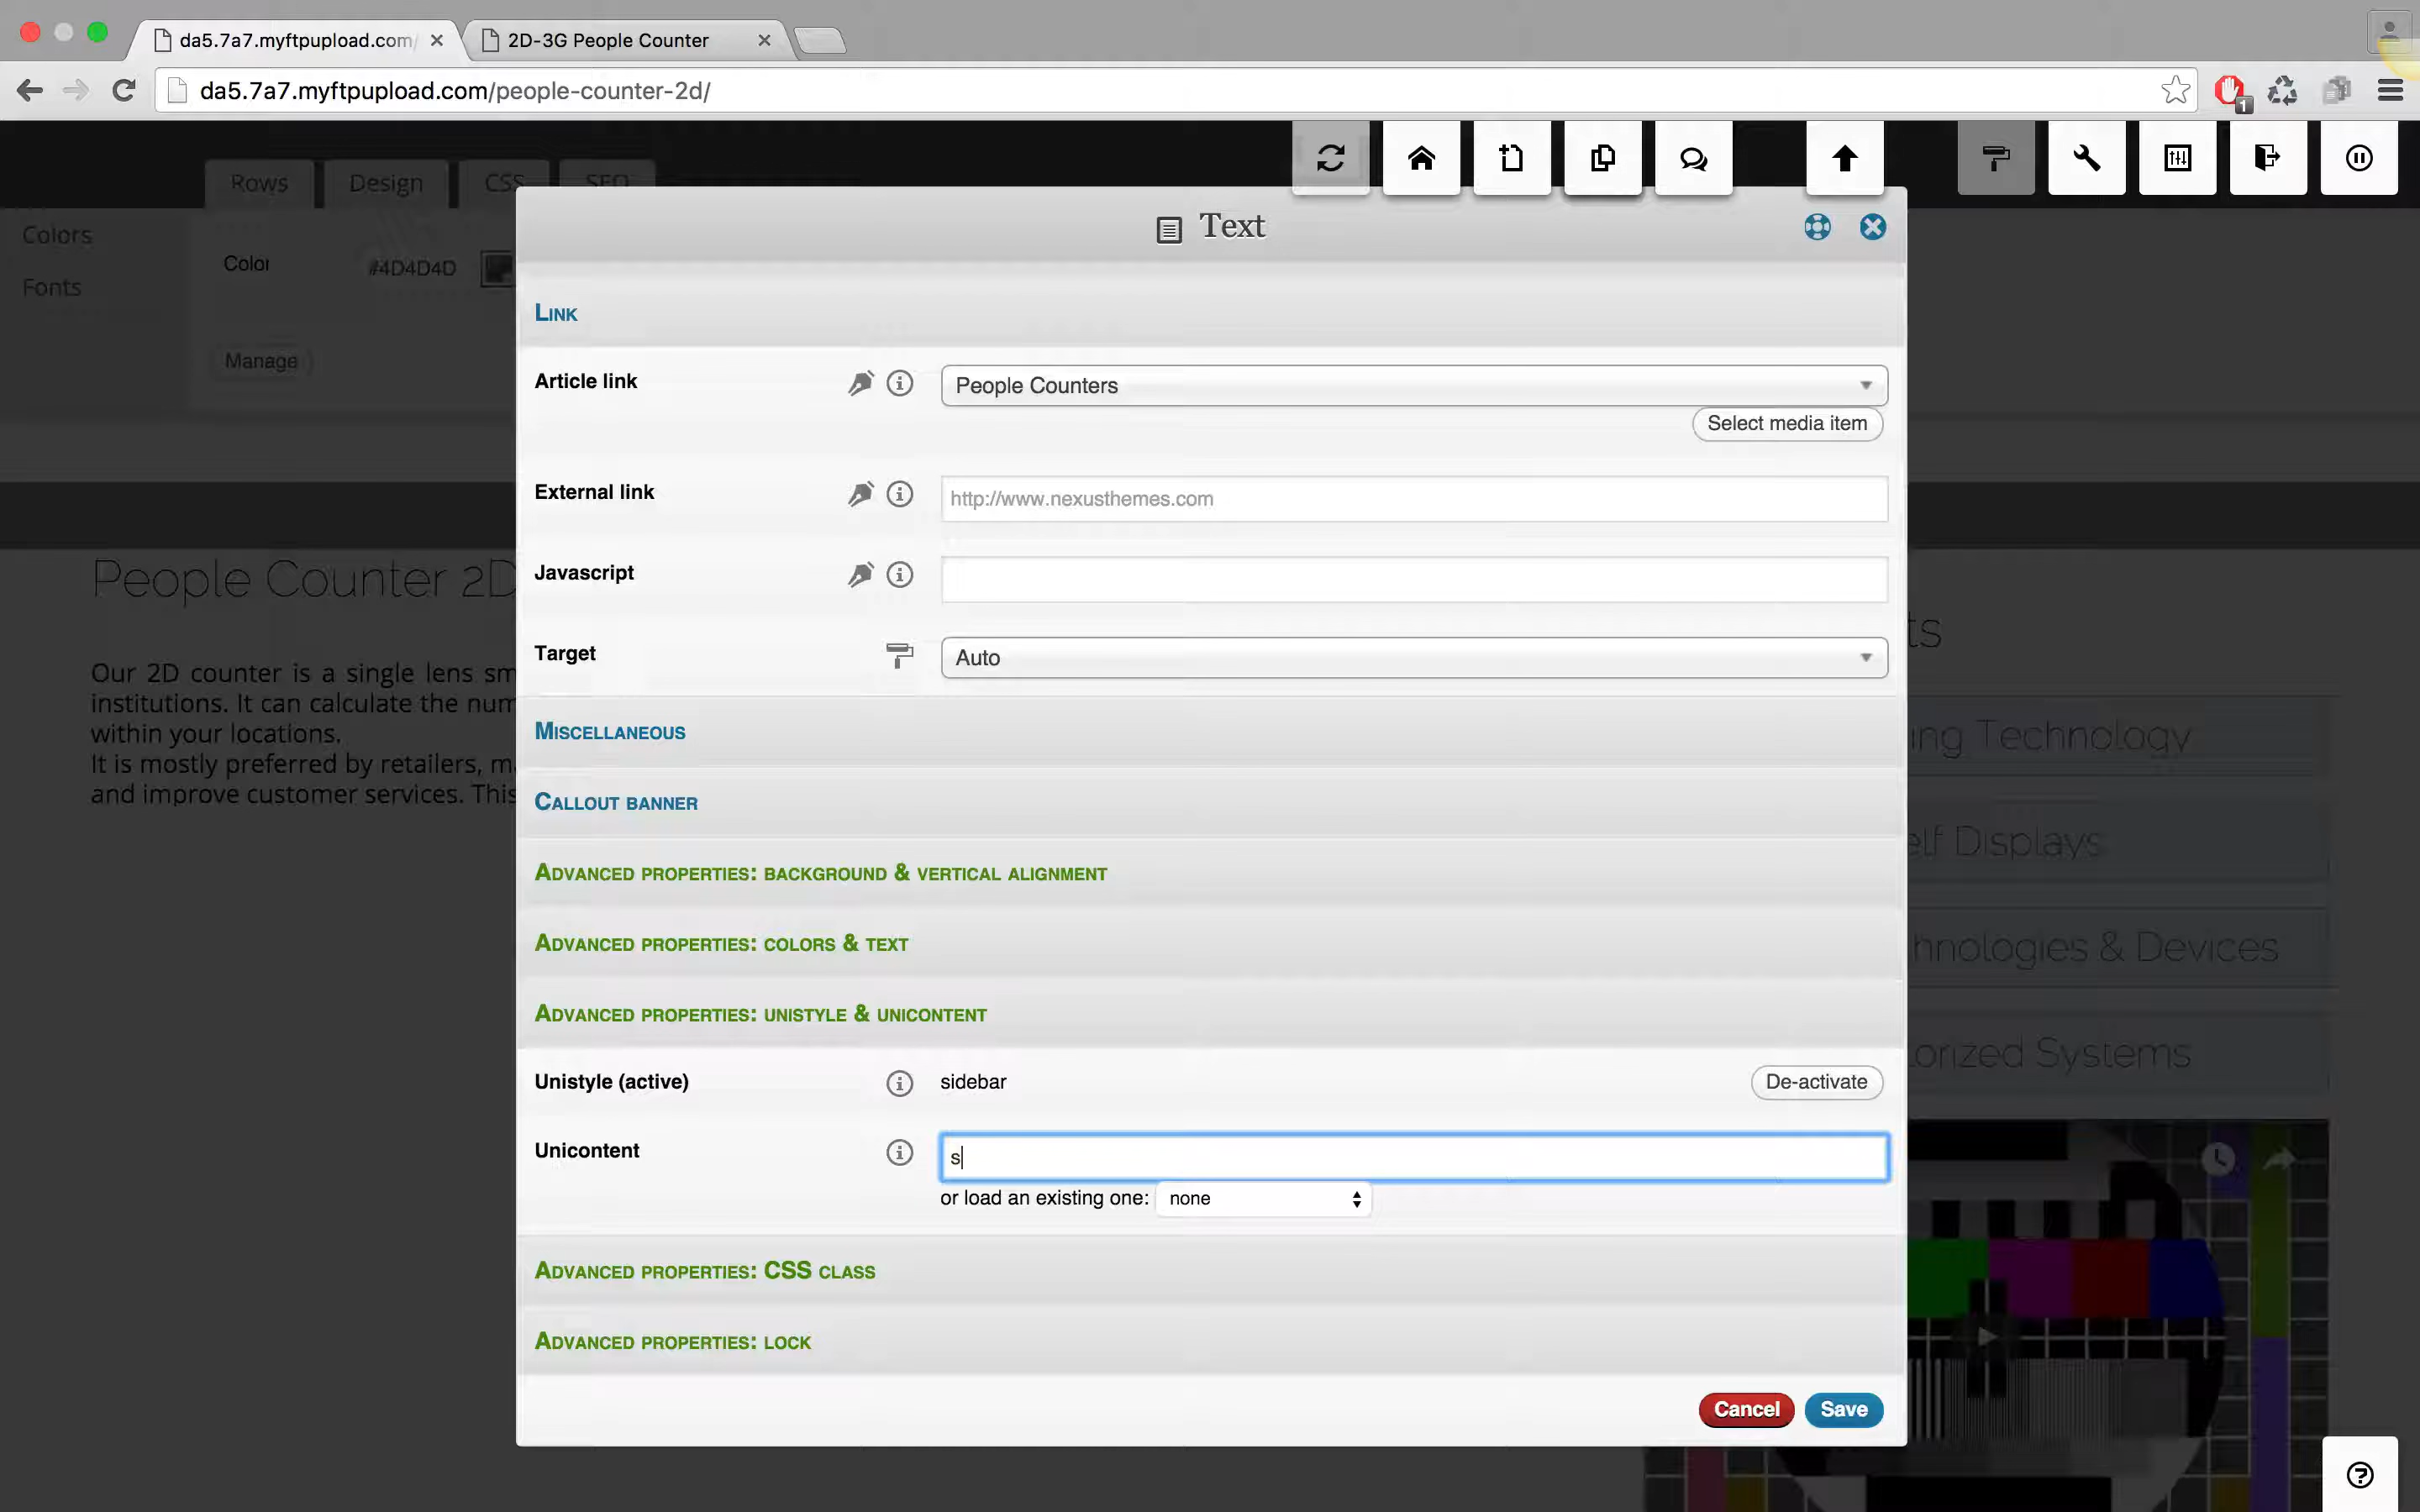 da5.7a7.myftpupload.com/
2D-3G People Counter
da5.7a7.myftpupload.com/people-counter-2d/
1
Rows Design CSS SEO
Colors
Fonts
Color #4D4D4D
Manage
Text
Link
Article link People Counters
Select media item
External link http://www.nexusthemes.com
Javascript
Target Auto
Miscellaneous
Callout banner
Advanced properties: background & vertical alignment
Advanced properties: colors & text
Advanced properties: unistyle & unicontent
Unistyle (active) sidebar De-activate
Unicontent s
or load an existing one: none
Advanced properties: CSS class
Advanced properties: lock
Cancel Save
People Counter 2D
Our 2D counter is a single lens sm
institutions. It can calculate the num
within your locations.
It is mostly preferred by retailers, m
and improve customer services. This
ts
ing Technology
elf Displays
hnologies & Devices
orized Systems